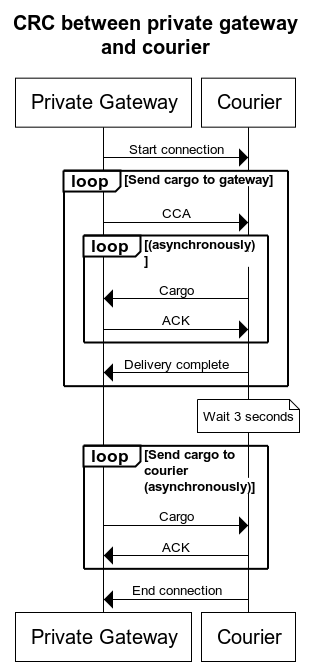 CRC between private gateway
and courier
Private Gateway
Courier
Start connection
loop
[Send cargo to gateway]
CCA
loop
[(asynchronously)
]
Cargo
ACK
Delivery complete
Wait 3 seconds
loop
[Send cargo to
courier
(asynchronously)]
Cargo
ACK
End connection
Private Gateway
Courier